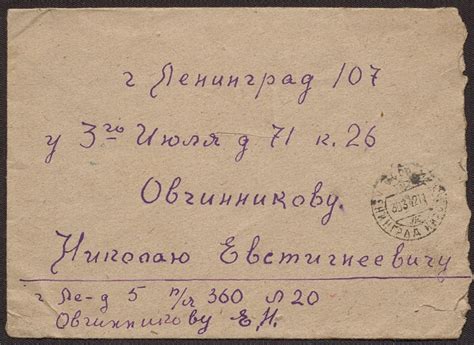 г Ленинград 107
у 3го Июля д 71 к. 26
Овчинникову.
Николаю Евстигнеевичу
г Ле-д 5 п/я 360 л 20
Овчинникову Е.Н.